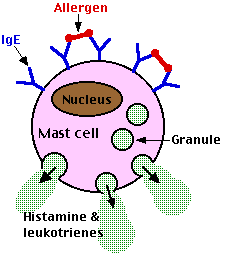 Allergen
IgE
Nucleus
Mast cell
Granule
Histamine &
leukotrienes